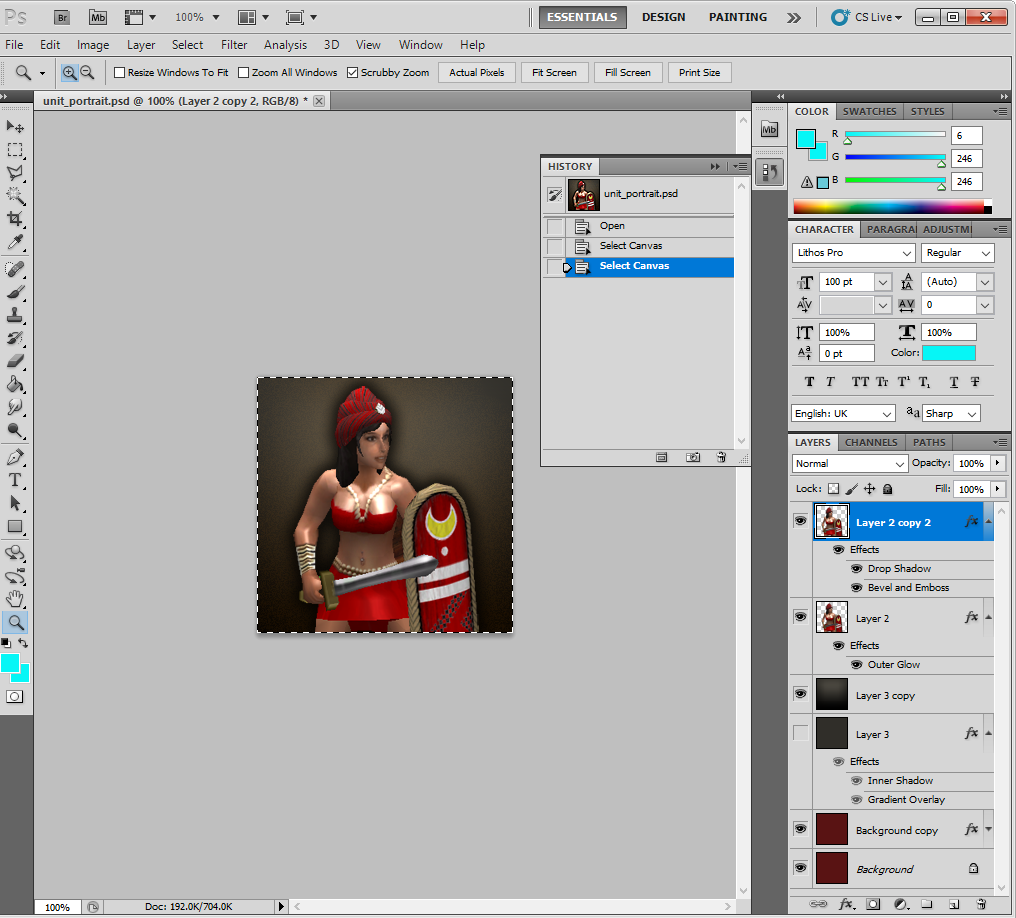 Ps Br Mb 100% ESSENTIALS DESIGN PAINTING CS Live
File Edit Image Layer Select Filter Analysis 3D View Window Help
Resize Windows To Fit Zoom All Windows Scrubby Zoom Actual Pixels Fit Screen Fill Screen Print Size
unit_portrait.psd @ 100% (Layer 2 copy 2, RGB/8) *
Mb
HISTORY
unit_portrait.psd
Open
Select Canvas
Select Canvas
COLOR SWATCHES STYLES
R 6
G 246
B 246
CHARACTER PARAGRA ADJUSTMI
Lithos Pro Regular
100 pt (Auto)
0
100% 100%
0 pt Color:
English: UK Sharp
LAYERS CHANNELS PATHS
Normal Opacity: 100%
Lock: Fill: 100%
Layer 2 copy 2 fx
Effects
Drop Shadow
Bevel and Emboss
Layer 2 fx
Effects
Outer Glow
Layer 3 copy
Layer 3 fx
Effects
Inner Shadow
Gradient Overlay
Background copy fx
Background
100% Doc: 192.0K/704.0K